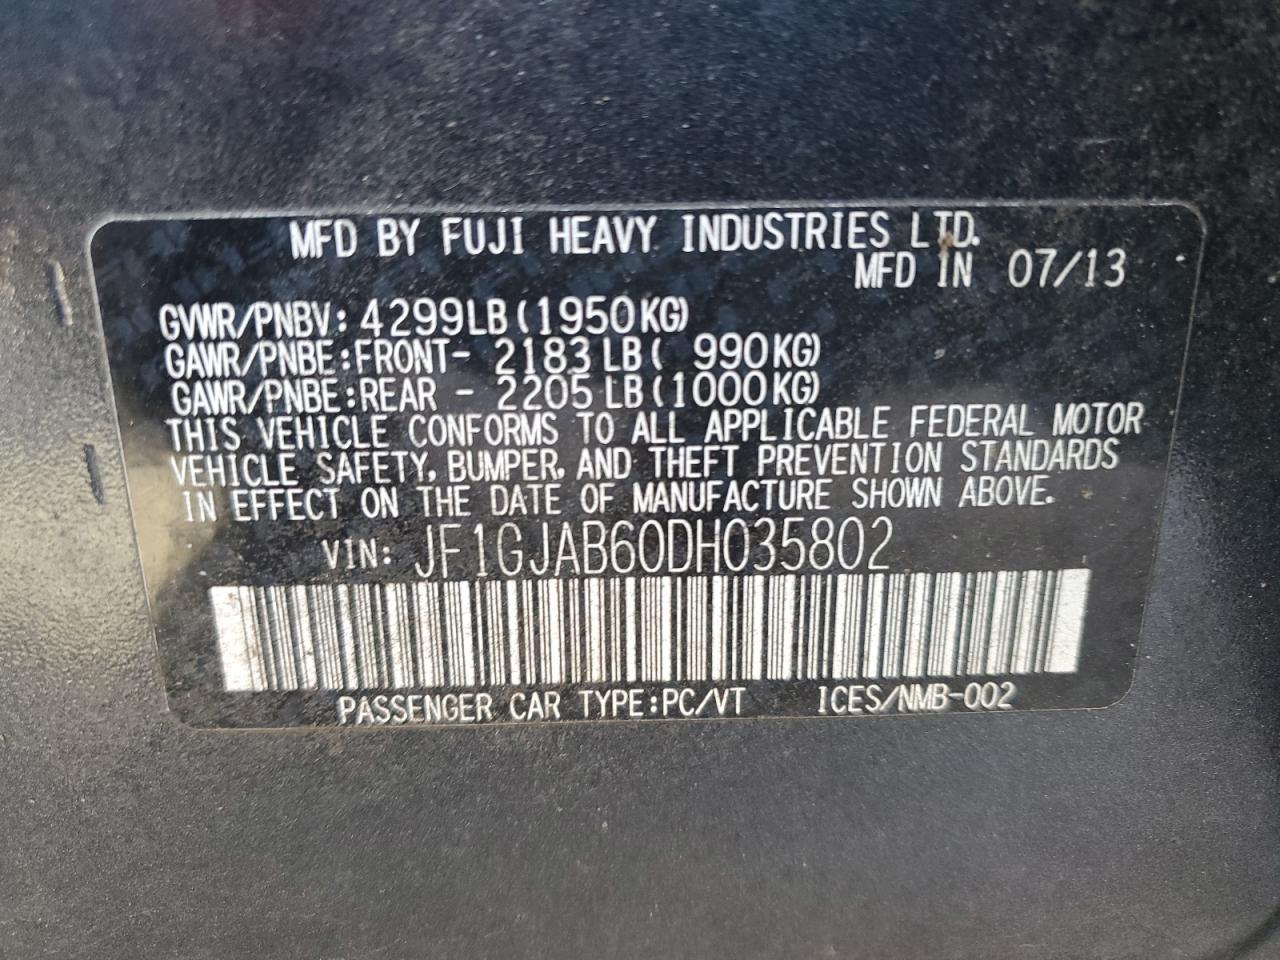 MFD BY FUJI HEAVY INDUSTRIES LTD.
MFD IN 07/13
GVWR/PNBV: 4299LB(1950KG)
GAWR/PNBE:FRONT- 2183LB( 990KG)
GAWR/PNBE:REAR - 2205LB(1000KG)
THIS VEHICLE CONFORMS TO ALL APPLICABLE FEDERAL MOTOR
VEHICLE SAFETY, BUMPER, AND THEFT PREVENTION STANDARDS
IN EFFECT ON THE DATE OF MANUFACTURE SHOWN ABOVE.
VIN: JF1GJAB60DH035802
PASSENGER CAR TYPE:PC/VT ICES/NMB-002